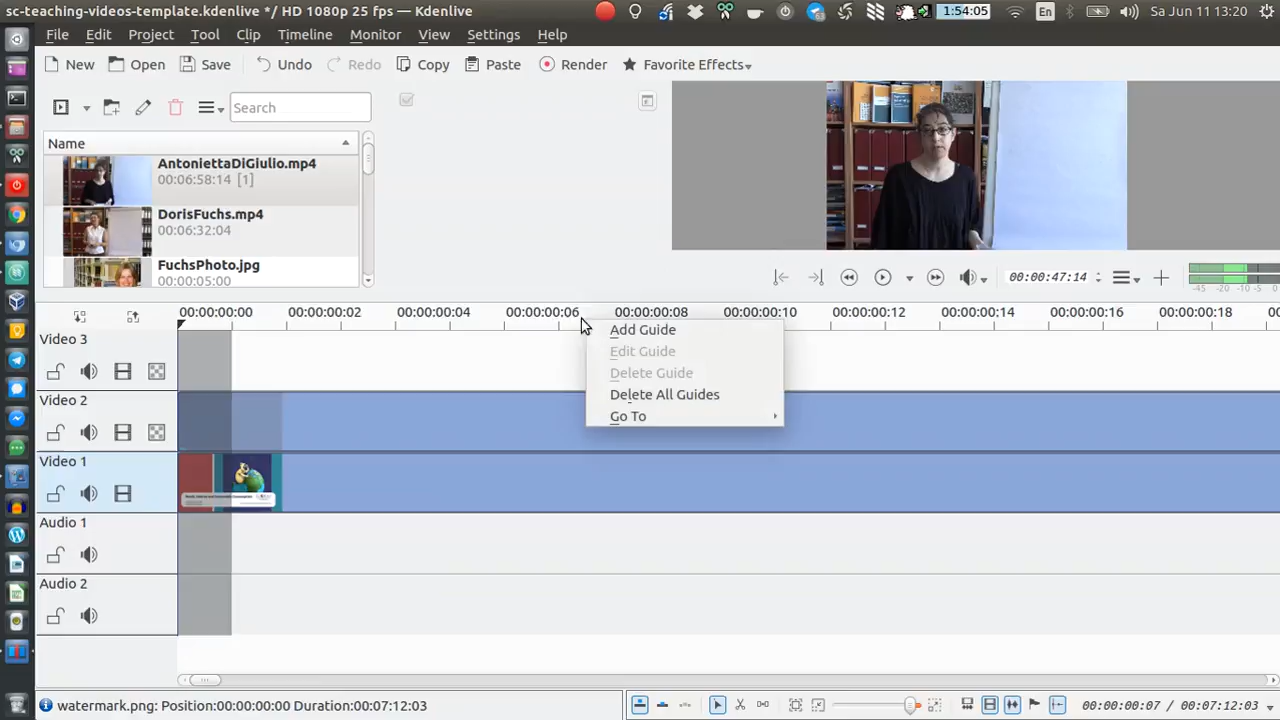 sc-teaching-videos-template.kdenlive */ HD 1080p 25 fps — Kdenlive
1:54:05
En
Sa Jun 11 13:20
File Edit Project Tool Clip Timeline Monitor View Settings Help
New Open Save Undo Redo Copy Paste Render Favorite Effects
Search
Name
AntoniettaDiGiulio.mp4
00:06:58:14 [1]
DorisFuchs.mp4
00:06:32:04
FuchsPhoto.jpg
00:00:05:00
00:00:47:14
-45 -20 -10 -5 0
00:00:00:00 00:00:00:02 00:00:00:04 00:00:00:06 00:00:00:08 00:00:00:10 00:00:00:12 00:00:00:14 00:00:00:16 00:00:00:18
Add Guide
Edit Guide
Delete Guide
Delete All Guides
Go To
Video 3
Video 2
Video 1
Audio 1
Audio 2
watermark.png: Position:00:00:00:00 Duration:00:07:12:03
00:00:00:07 / 00:07:12:03